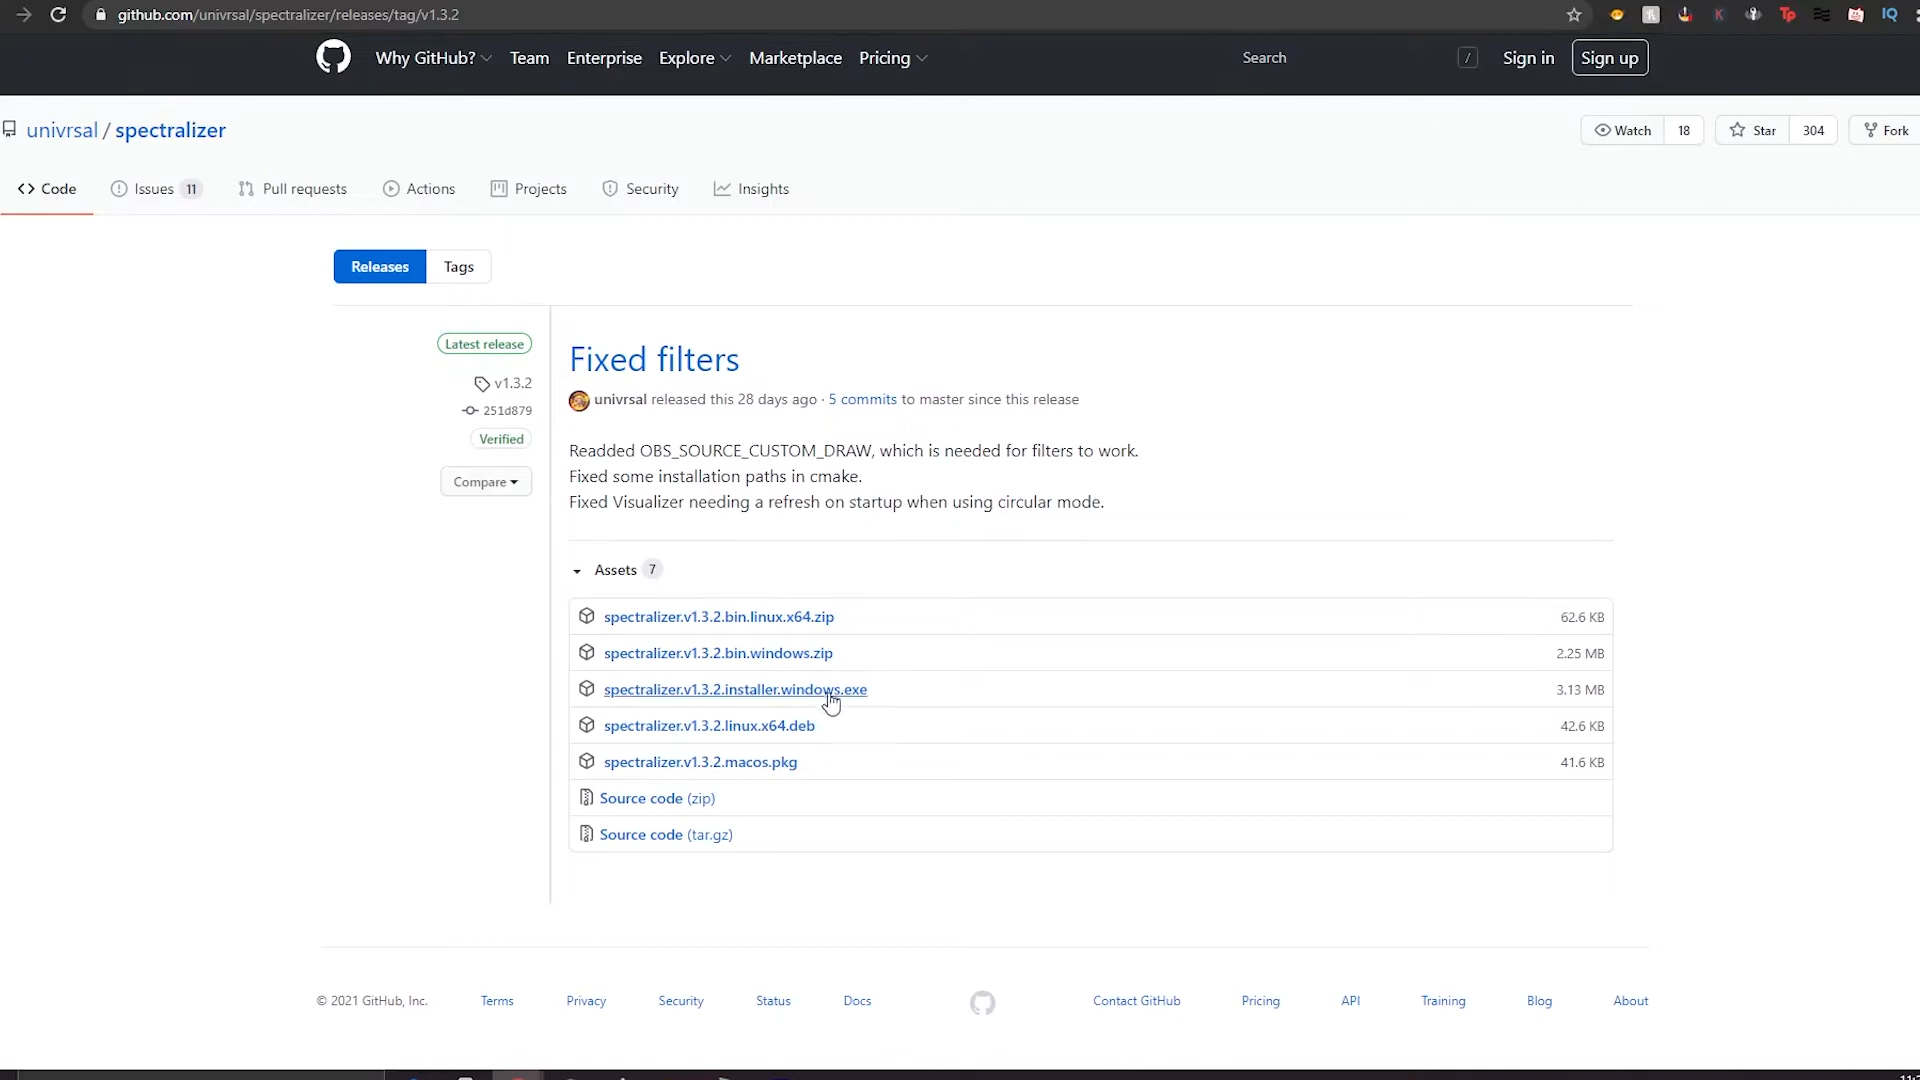 github.com/univrsal/spectralizer/releases/tag/v1.3.2
Why GitHub? Team Enterprise Explore Marketplace Pricing Search / Sign in Sign up
univrsal / spectralizer
Watch 18 Star 304 Fork
Code Issues 11 Pull requests Actions Projects Security Insights
Releases Tags
Latest release
v1.3.2
251d879
Verified
Compare
Fixed filters
univrsal released this 28 days ago · 5 commits to master since this release
Readded OBS_SOURCE_CUSTOM_DRAW, which is needed for filters to work.
Fixed some installation paths in cmake.
Fixed Visualizer needing a refresh on startup when using circular mode.
Assets 7
spectralizer.v1.3.2.bin.linux.x64.zip 62.6 KB
spectralizer.v1.3.2.bin.windows.zip 2.25 MB
spectralizer.v1.3.2.installer.windows.exe 3.13 MB
spectralizer.v1.3.2.linux.x64.deb 42.6 KB
spectralizer.v1.3.2.macos.pkg 41.6 KB
Source code (zip)
Source code (tar.gz)
© 2021 GitHub, Inc. Terms Privacy Security Status Docs Contact GitHub Pricing API Training Blog About